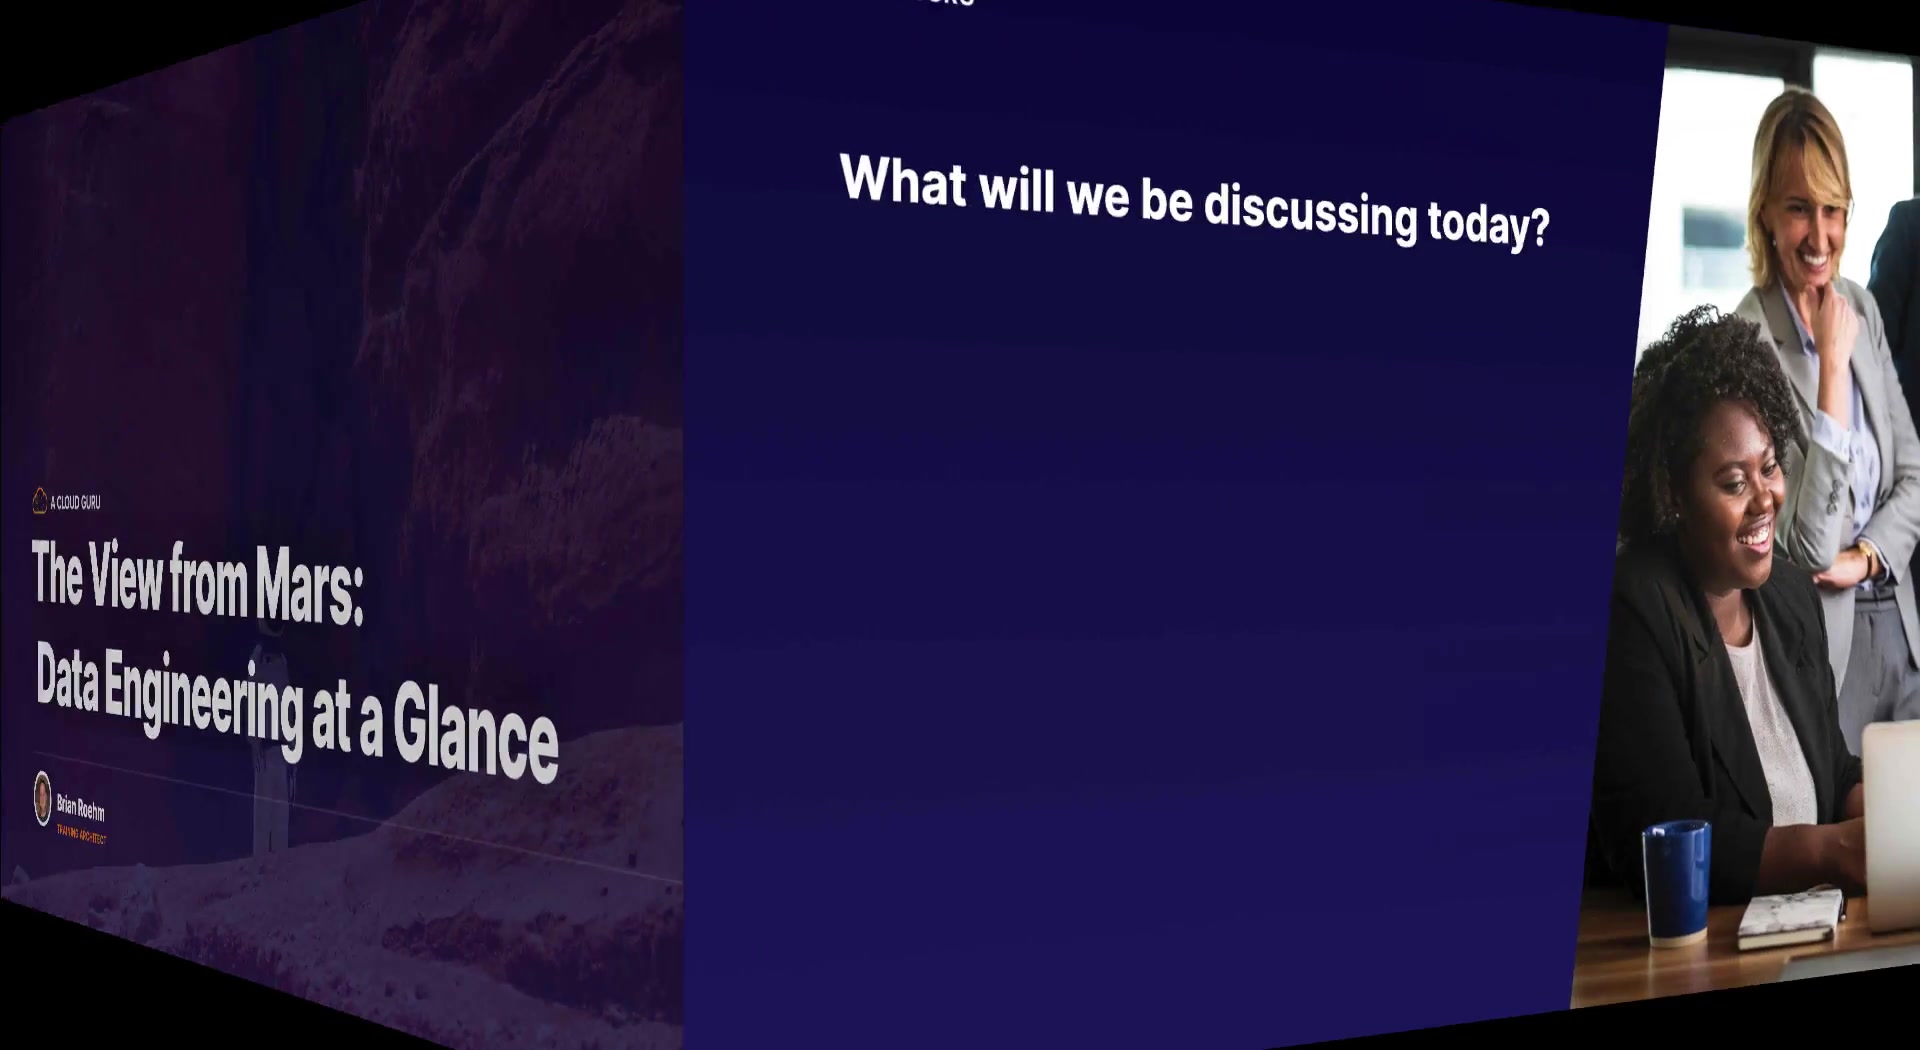 A CLOUD GURU
The View from Mars:
Data Engineering at a Glance
Brian Roehm
TRAINING ARCHITECT
What will we be discussing today?